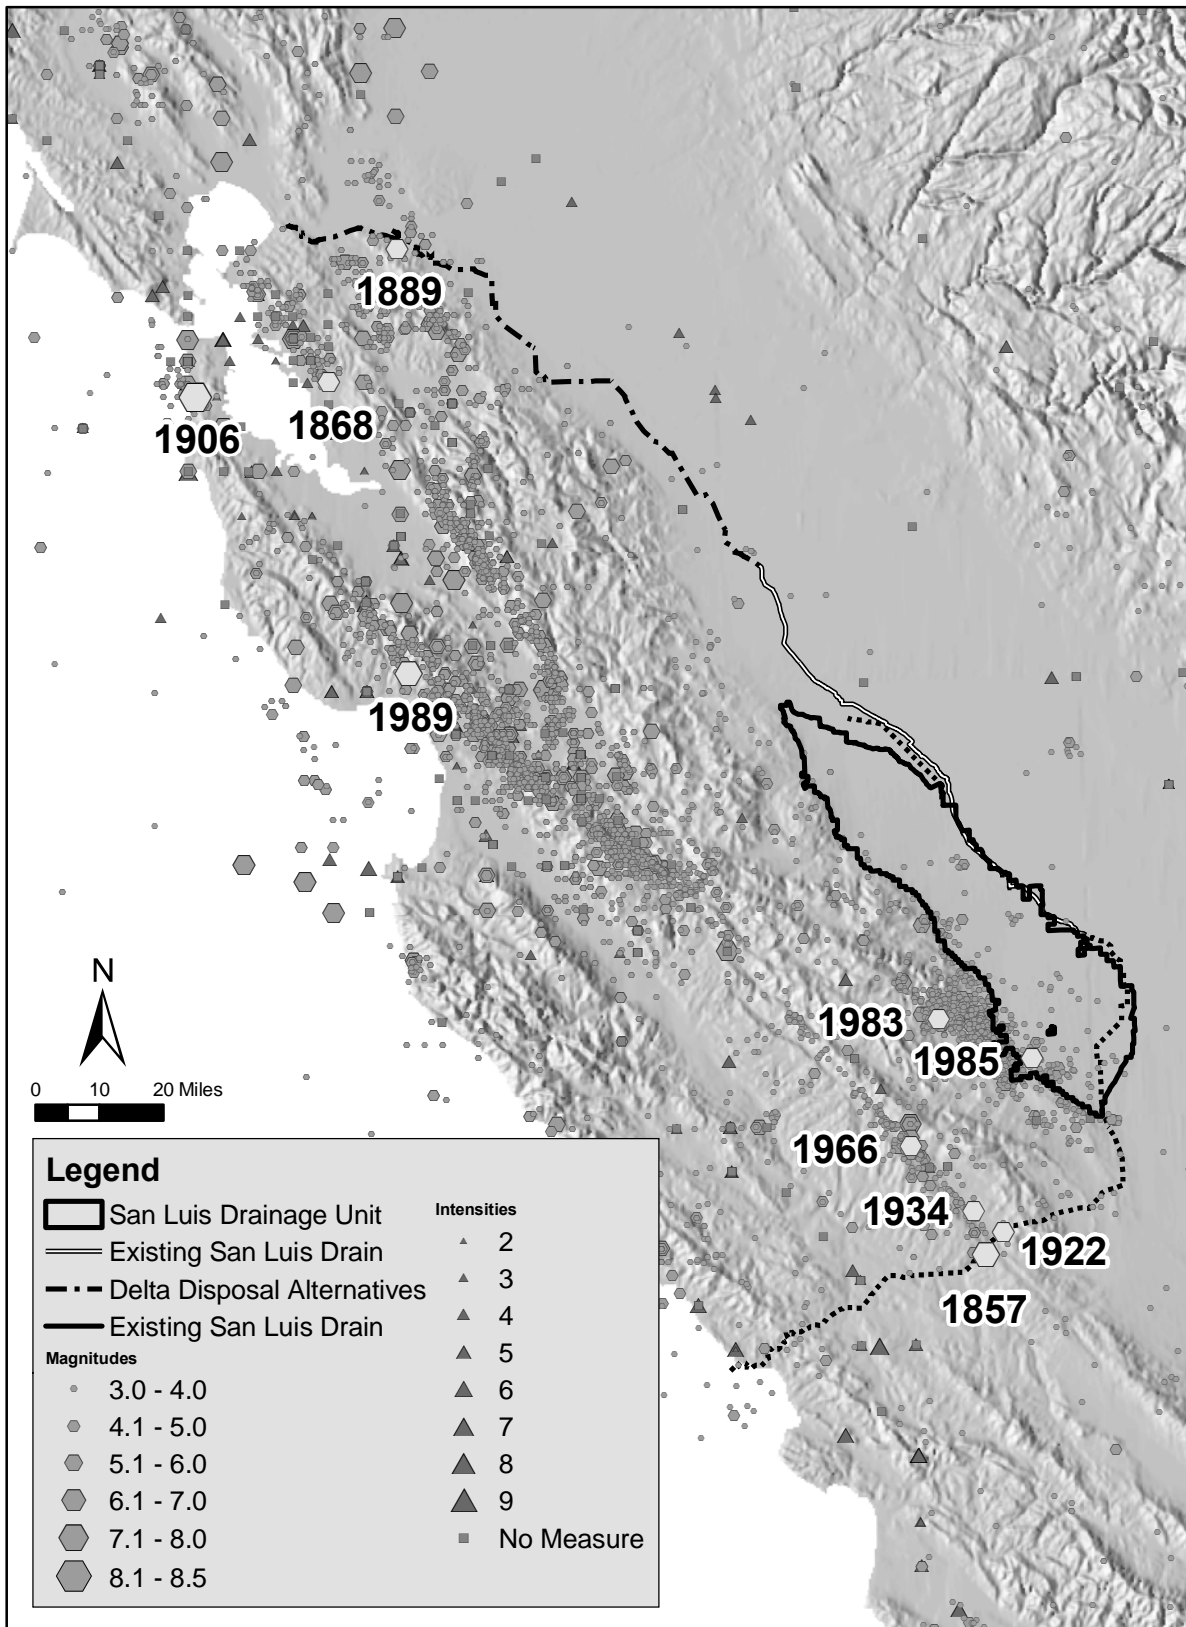 1889
1868
1906
1989
1983
1985
1966
1934
1922
1857
N
0 10 20 Miles
Legend
San Luis Drainage Unit
Existing San Luis Drain
Delta Disposal Alternatives
Existing San Luis Drain
Magnitudes
3.0 - 4.0
4.1 - 5.0
5.1 - 6.0
6.1 - 7.0
7.1 - 8.0
8.1 - 8.5
Intensities
2
3
4
5
6
7
8
9
No Measure